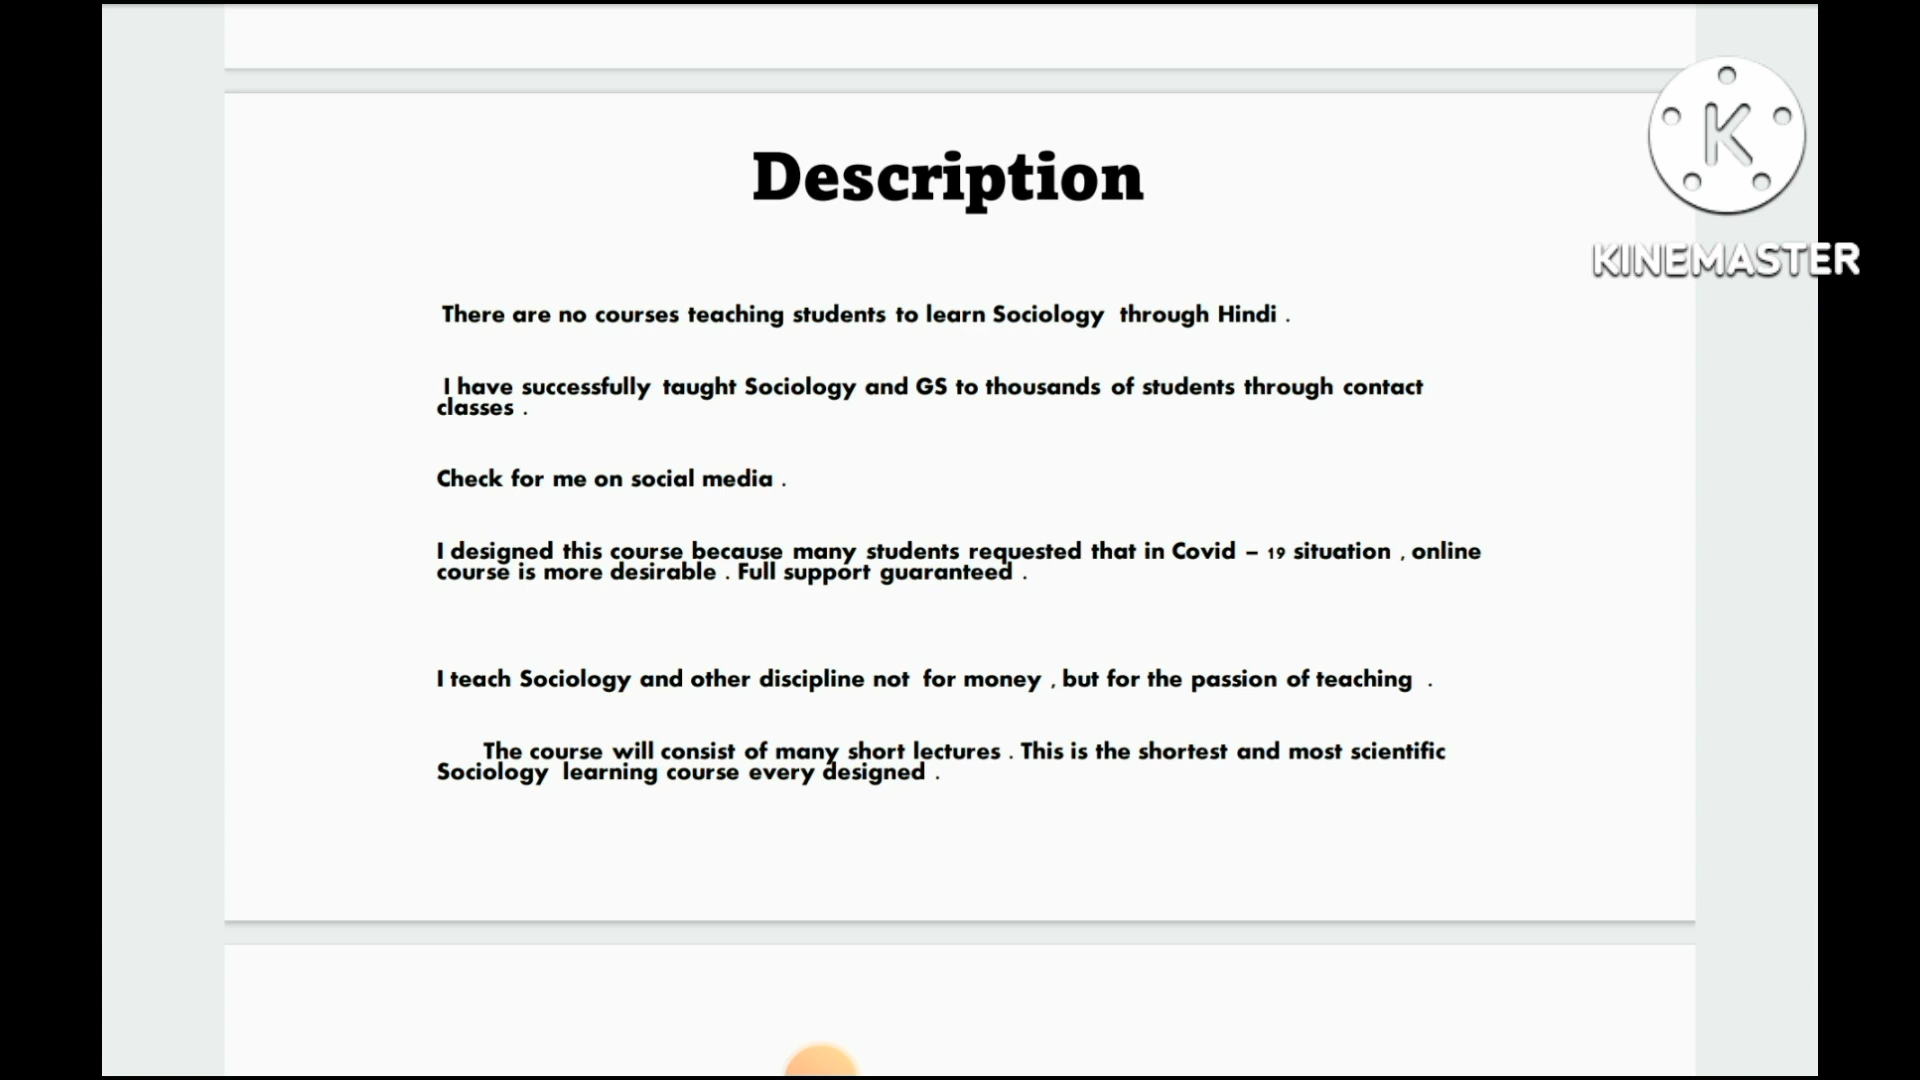 Description
K
KINEMASTER
There are no courses teaching students to learn Sociology through Hindi .
I have successfully taught Sociology and GS to thousands of students through contact
classes .
Check for me on social media .
I designed this course because many students requested that in Covid – 19 situation , online
course is more desirable . Full support guaranteed .
I teach Sociology and other discipline not for money , but for the passion of teaching .
The course will consist of many short lectures . This is the shortest and most scientific
Sociology learning course every designed .